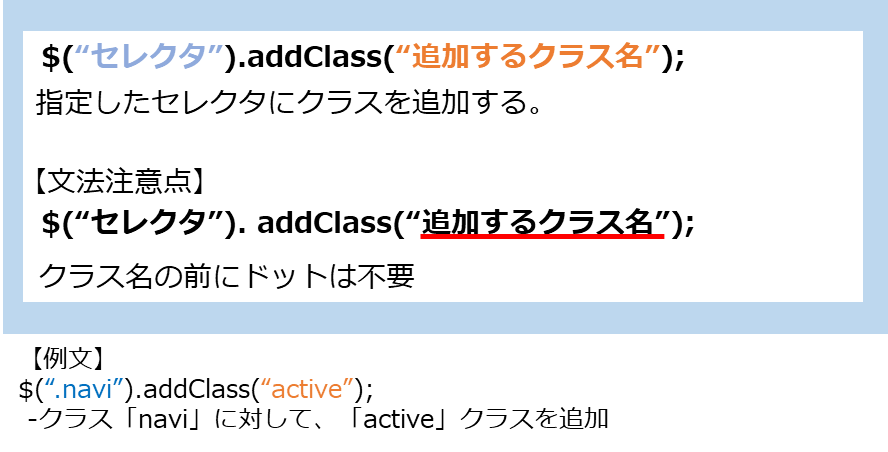 $(“セレクタ”).addClass(“追加するクラス名”);
指定したセレクタにクラスを追加する。
【文法注意点】
$(“セレクタ”). addClass(“追加するクラス名”);
クラス名の前にドットは不要
【例文】
$(“.navi”).addClass(“active”);
-クラス「navi」に対して、「active」クラスを追加